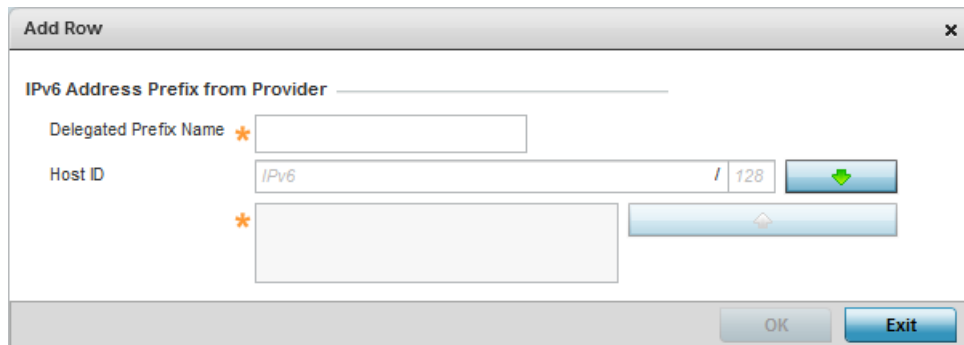 Add Row ×
IPv6 Address Prefix from Provider
Delegated Prefix Name *
Host ID IPv6 / 128
*
OK Exit